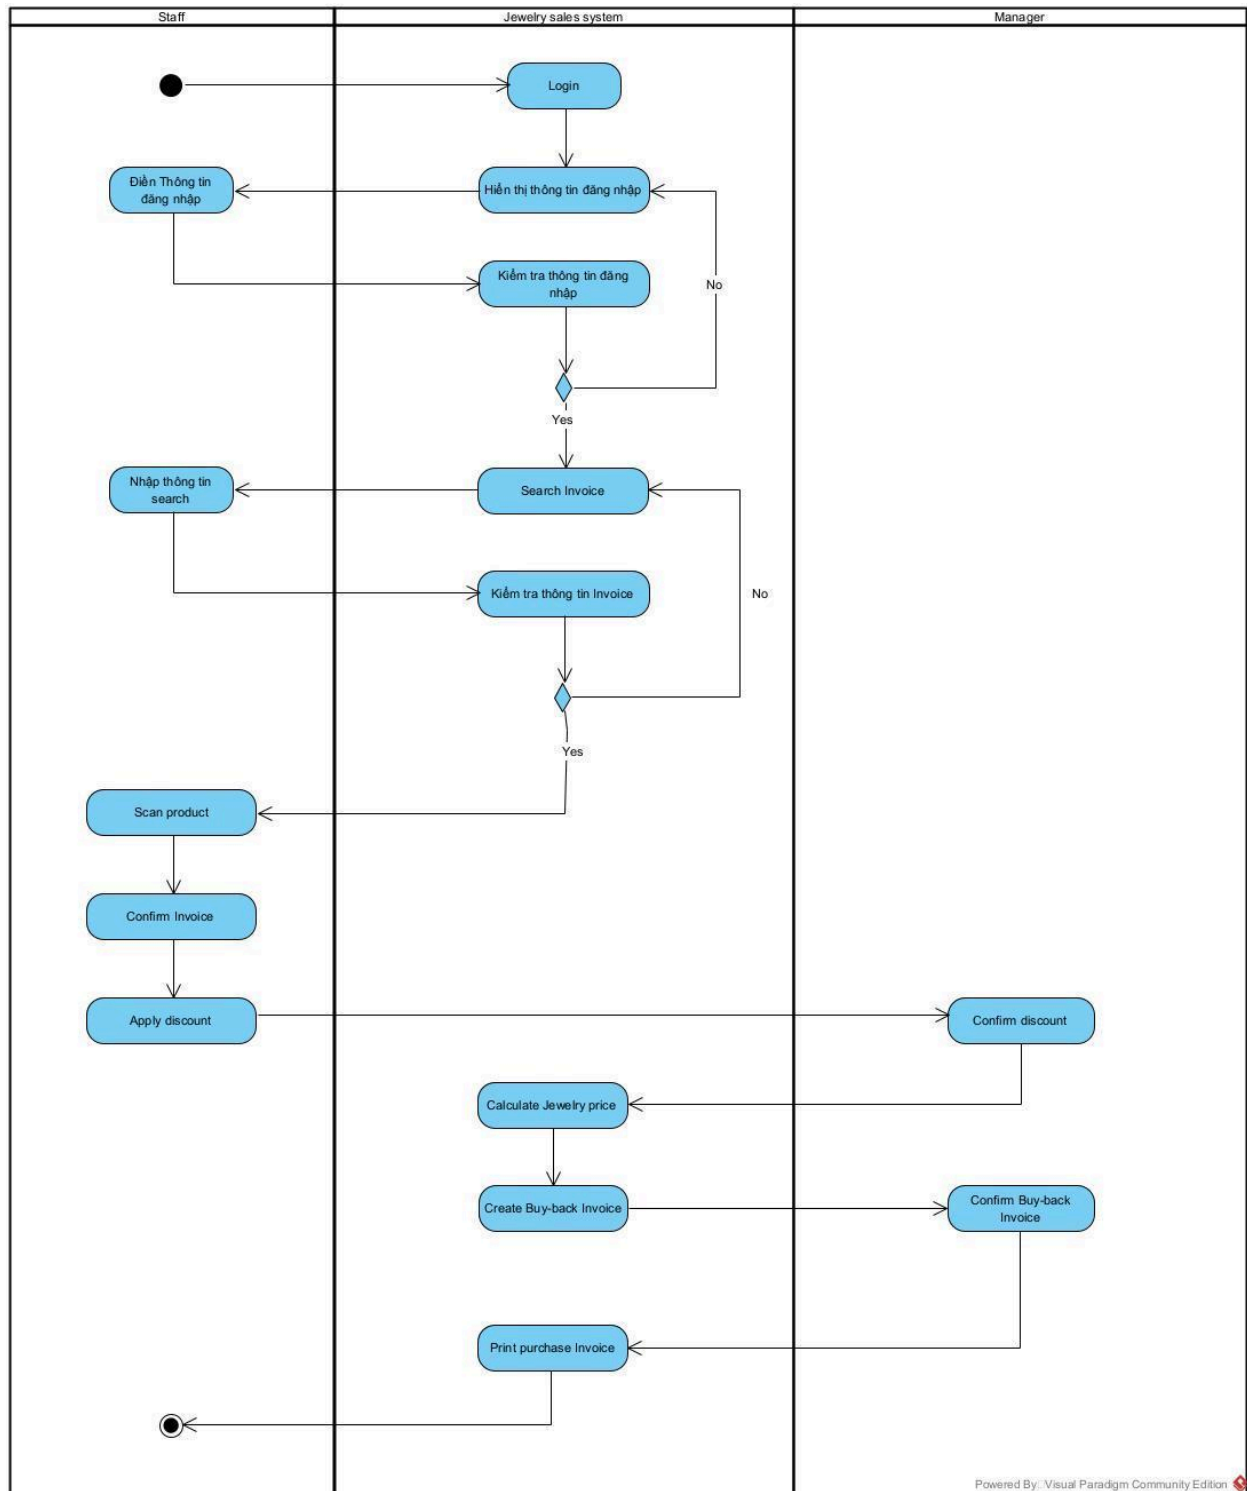 Staff
Jewelry sales system
Manager
Login
Điền Thông tin
đăng nhập
Hiển thị thông tin đăng nhập
Kiểm tra thông tin đăng
nhập
No
Yes
Nhập thông tin
search
Search Invoice
Kiểm tra thông tin Invoice
No
Yes
Scan product
Confirm Invoice
Apply discount
Confirm discount
Calculate Jewelry price
Create Buy-back Invoice
Confirm Buy-back
Invoice
Print purchase Invoice
Powered By: Visual Paradigm Community Edition